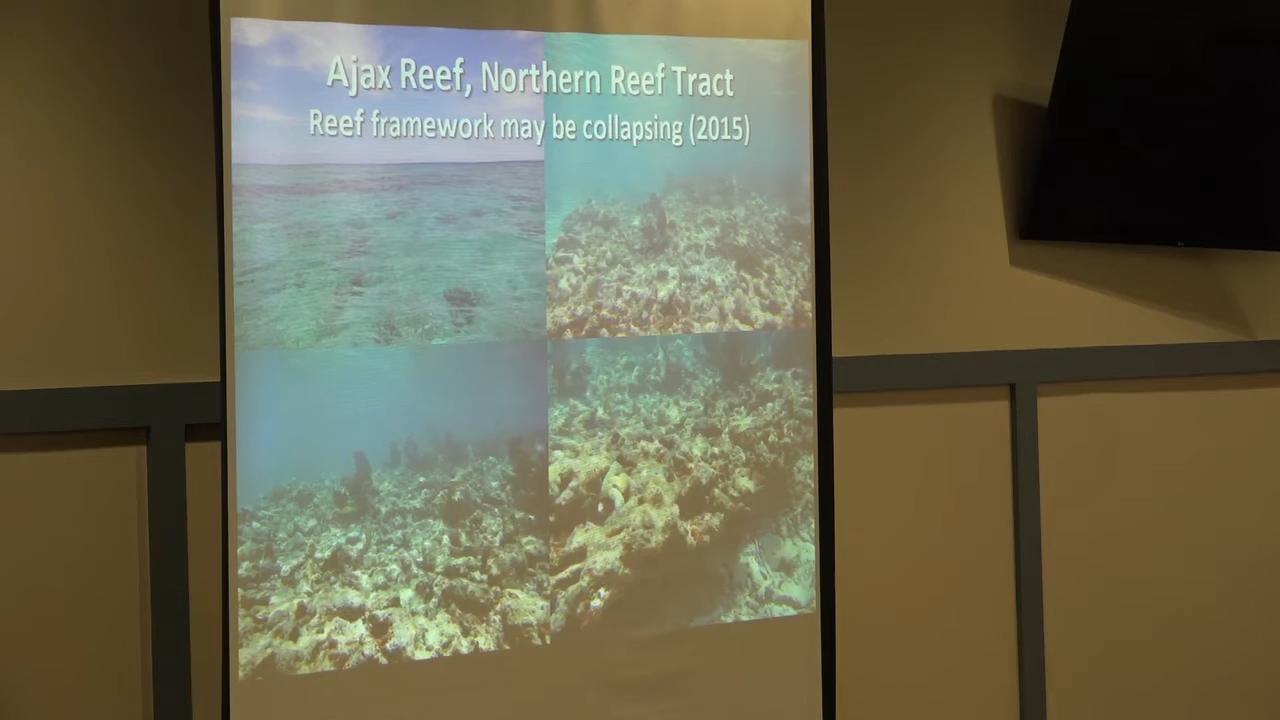 Ajax Reef, Northern Reef Tract
Reef framework may be collapsing (2015)